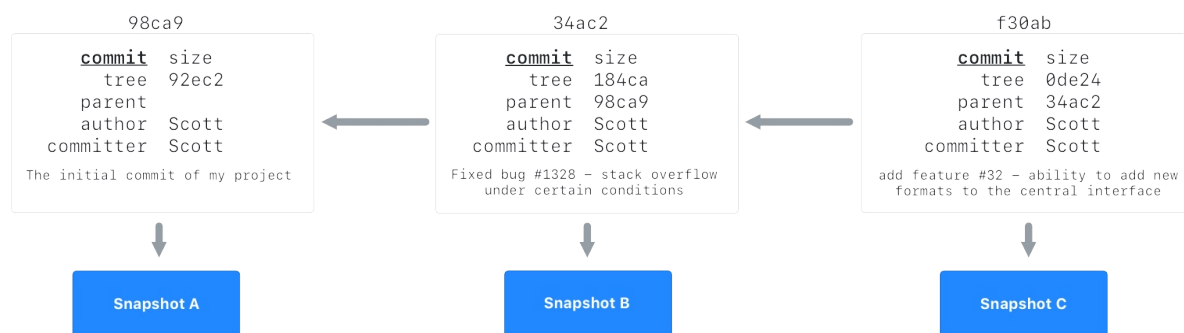 98ca9
commit size
tree 92ec2
parent
author Scott
committer Scott
The initial commit of my project
Snapshot A
34ac2
commit size
tree 184ca
parent 98ca9
author Scott
committer Scott
Fixed bug #1328 – stack overflow
under certain conditions
Snapshot B
f30ab
commit size
tree 0de24
parent 34ac2
author Scott
committer Scott
add feature #32 – ability to add new
formats to the central interface
Snapshot C